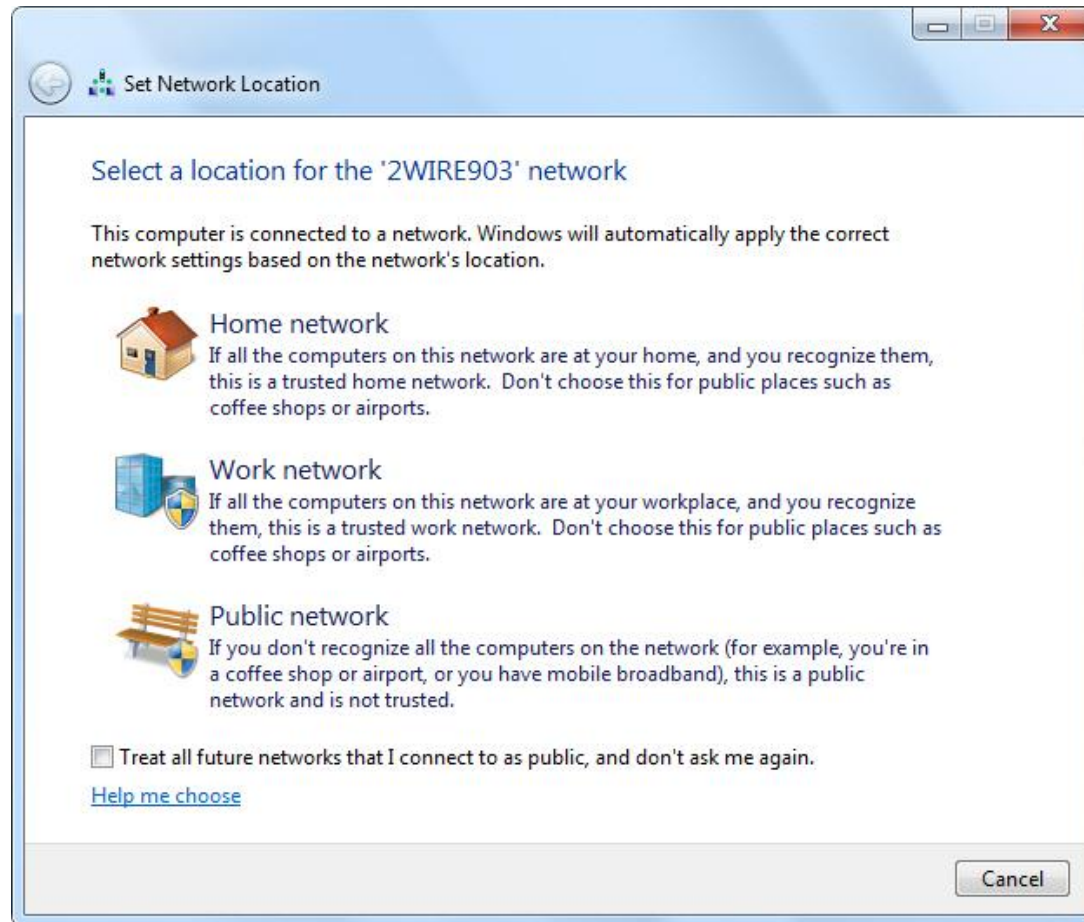 Set Network Location
Select a location for the '2WIRE903' network
This computer is connected to a network. Windows will automatically apply the correct
network settings based on the network's location.
Home network
If all the computers on this network are at your home, and you recognize them,
this is a trusted home network.  Don't choose this for public places such as
coffee shops or airports.
Work network
If all the computers on this network are at your workplace, and you recognize
them, this is a trusted work network.  Don't choose this for public places such as
coffee shops or airports.
Public network
If you don't recognize all the computers on the network (for example, you're in
a coffee shop or airport, or you have mobile broadband), this is a public
network and is not trusted.
Treat all future networks that I connect to as public, and don't ask me again.
Help me choose
Cancel